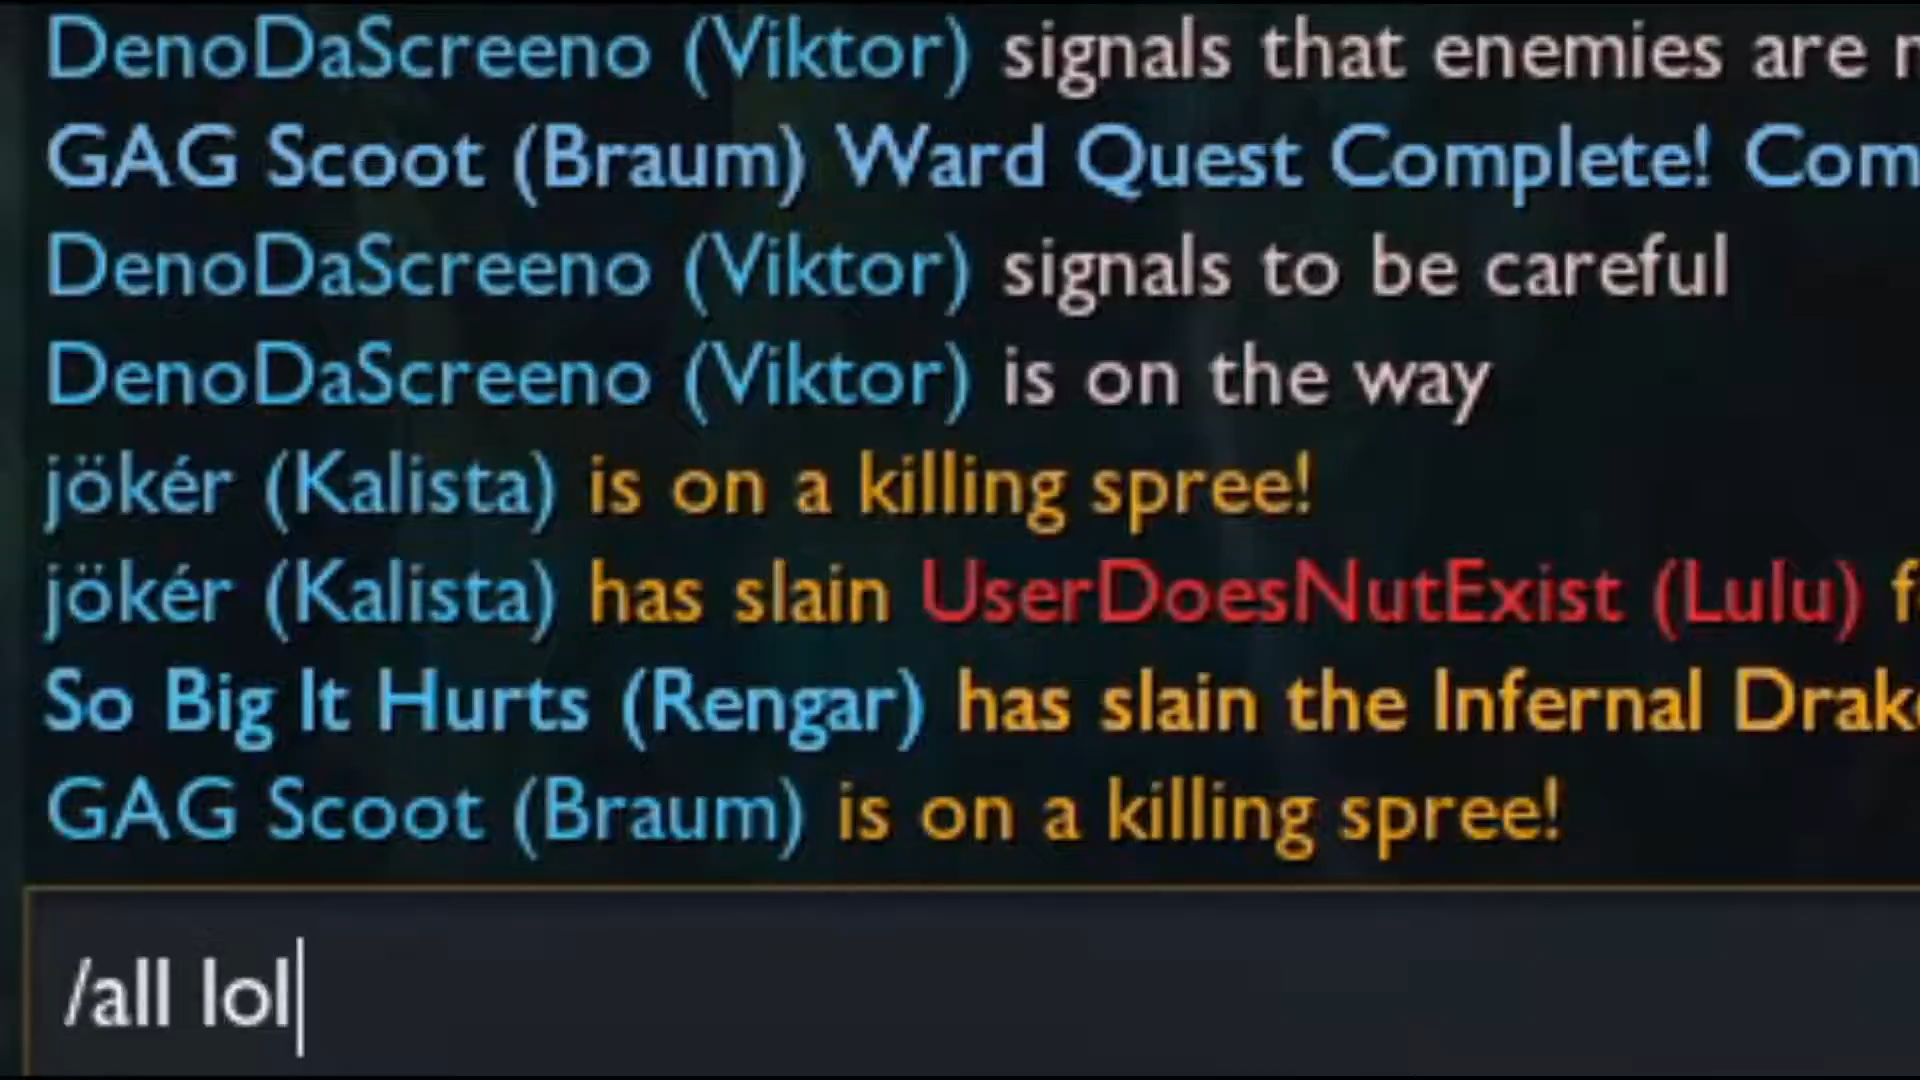 DenoDaScreeno (Viktor) signals that enemies are
GAG Scoot (Braum) Ward Quest Complete! Com
DenoDaScreeno (Viktor) signals to be careful
DenoDaScreeno (Viktor) is on the way
jökér (Kalista) is on a killing spree!
jökér (Kalista) has slain UserDoesNutExist (Lulu)
So Big It Hurts (Rengar) has slain the Infernal Drake
GAG Scoot (Braum) is on a killing spree!
/all lol